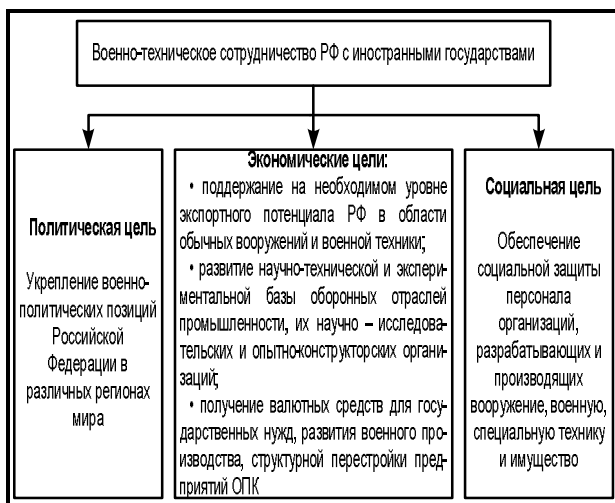 Военно-техническое сотрудничество РФ с иностранными государствами
Политическая цель
Укрепление военно-
политических позиций
Российской
Федерации в
различных регионах
мира
Экономические цели:
• поддержание на необходимом уровне
экспортного потенциала РФ в области
обычных вооружений и военной техники;
• развитие научно-технической и экспери-
ментальной базы оборонных отраслей
промышленности, их научно – исследова-
тельских и опытно-конструкторских органи-
заций;
• получение валютных средств для госу-
дарственных нужд, развития военного про-
изводства, структурной перестройки пред-
приятий ОПК
Социальная цель
Обеспечение
социальной защиты
персонала
организаций,
разрабатывающих и
производящих
вооружение, военную,
специальную технику
и имущество